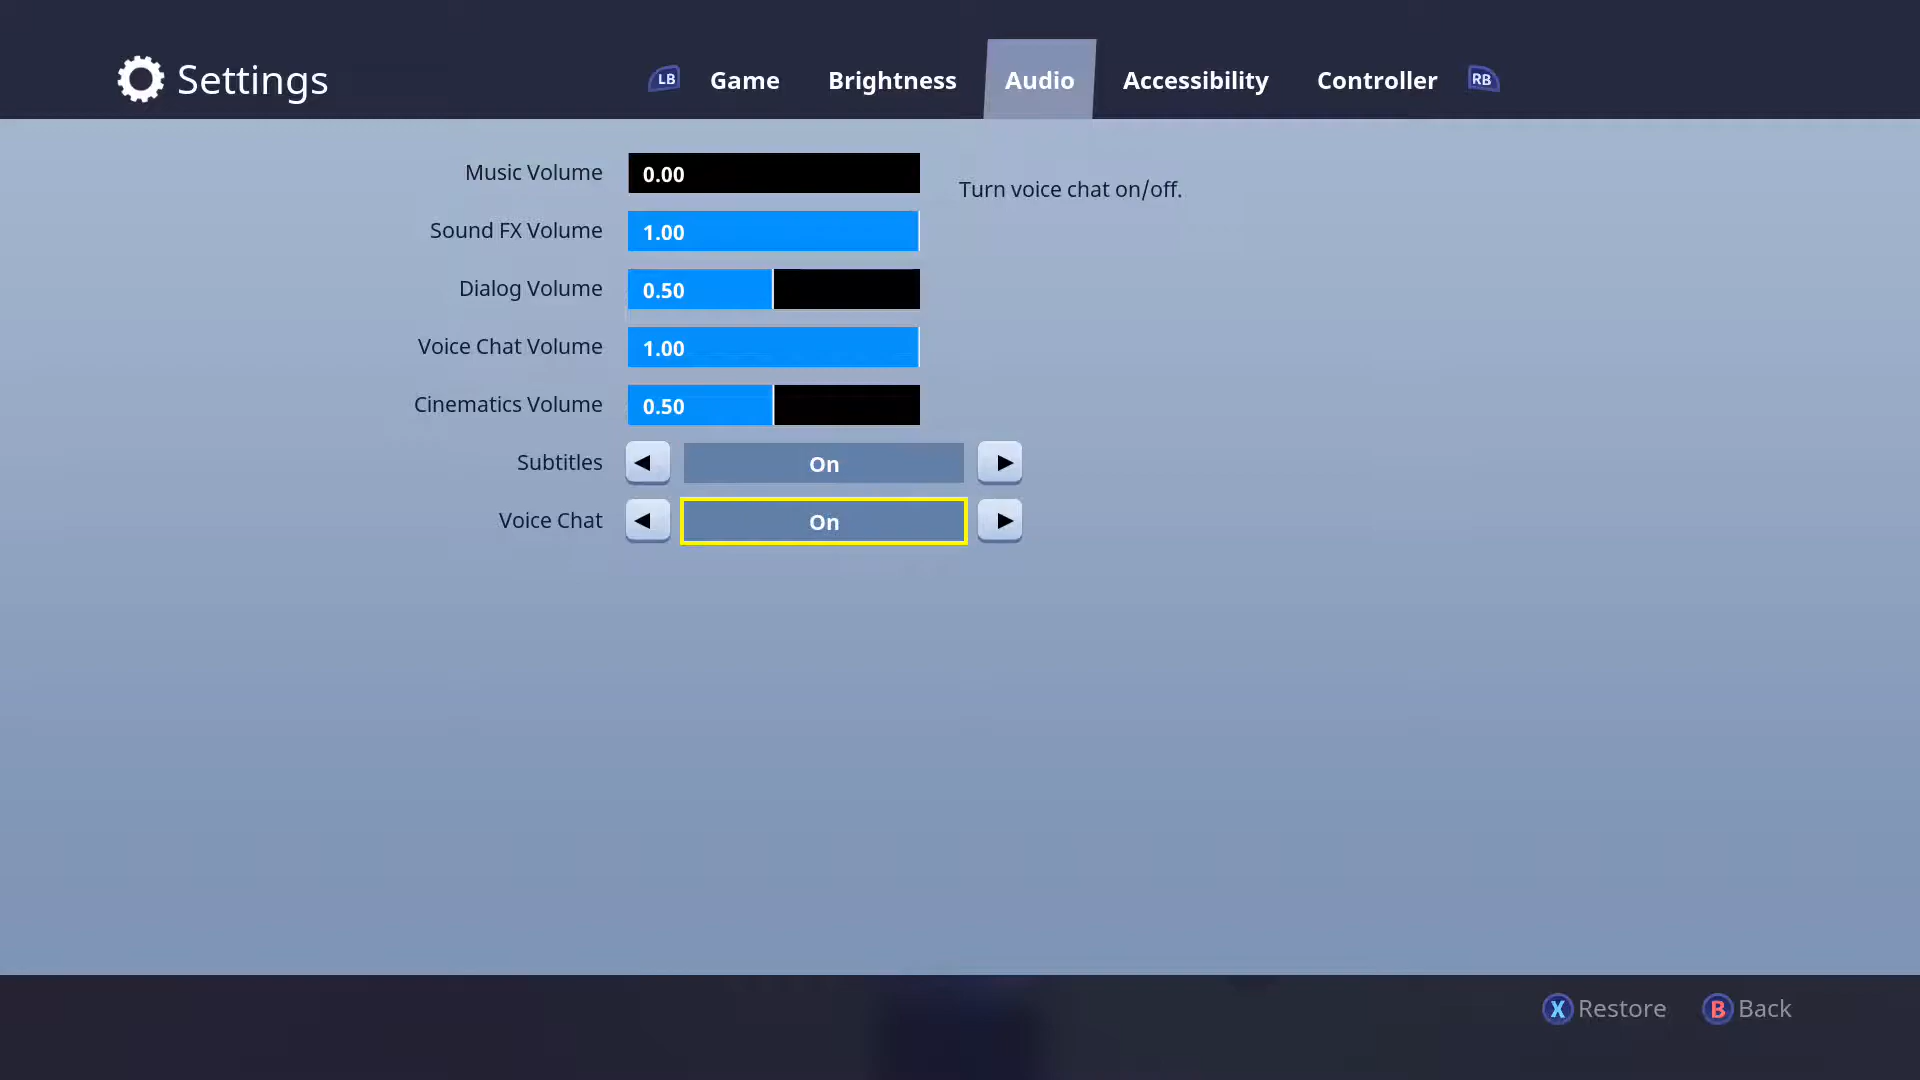 Settings
LB Game Brightness Audio Accessibility Controller RB
Music Volume 0.00
Turn voice chat on/off.
Sound FX Volume 1.00
Dialog Volume 0.50
Voice Chat Volume 1.00
Cinematics Volume 0.50
Subtitles On
Voice Chat On
X Restore B Back